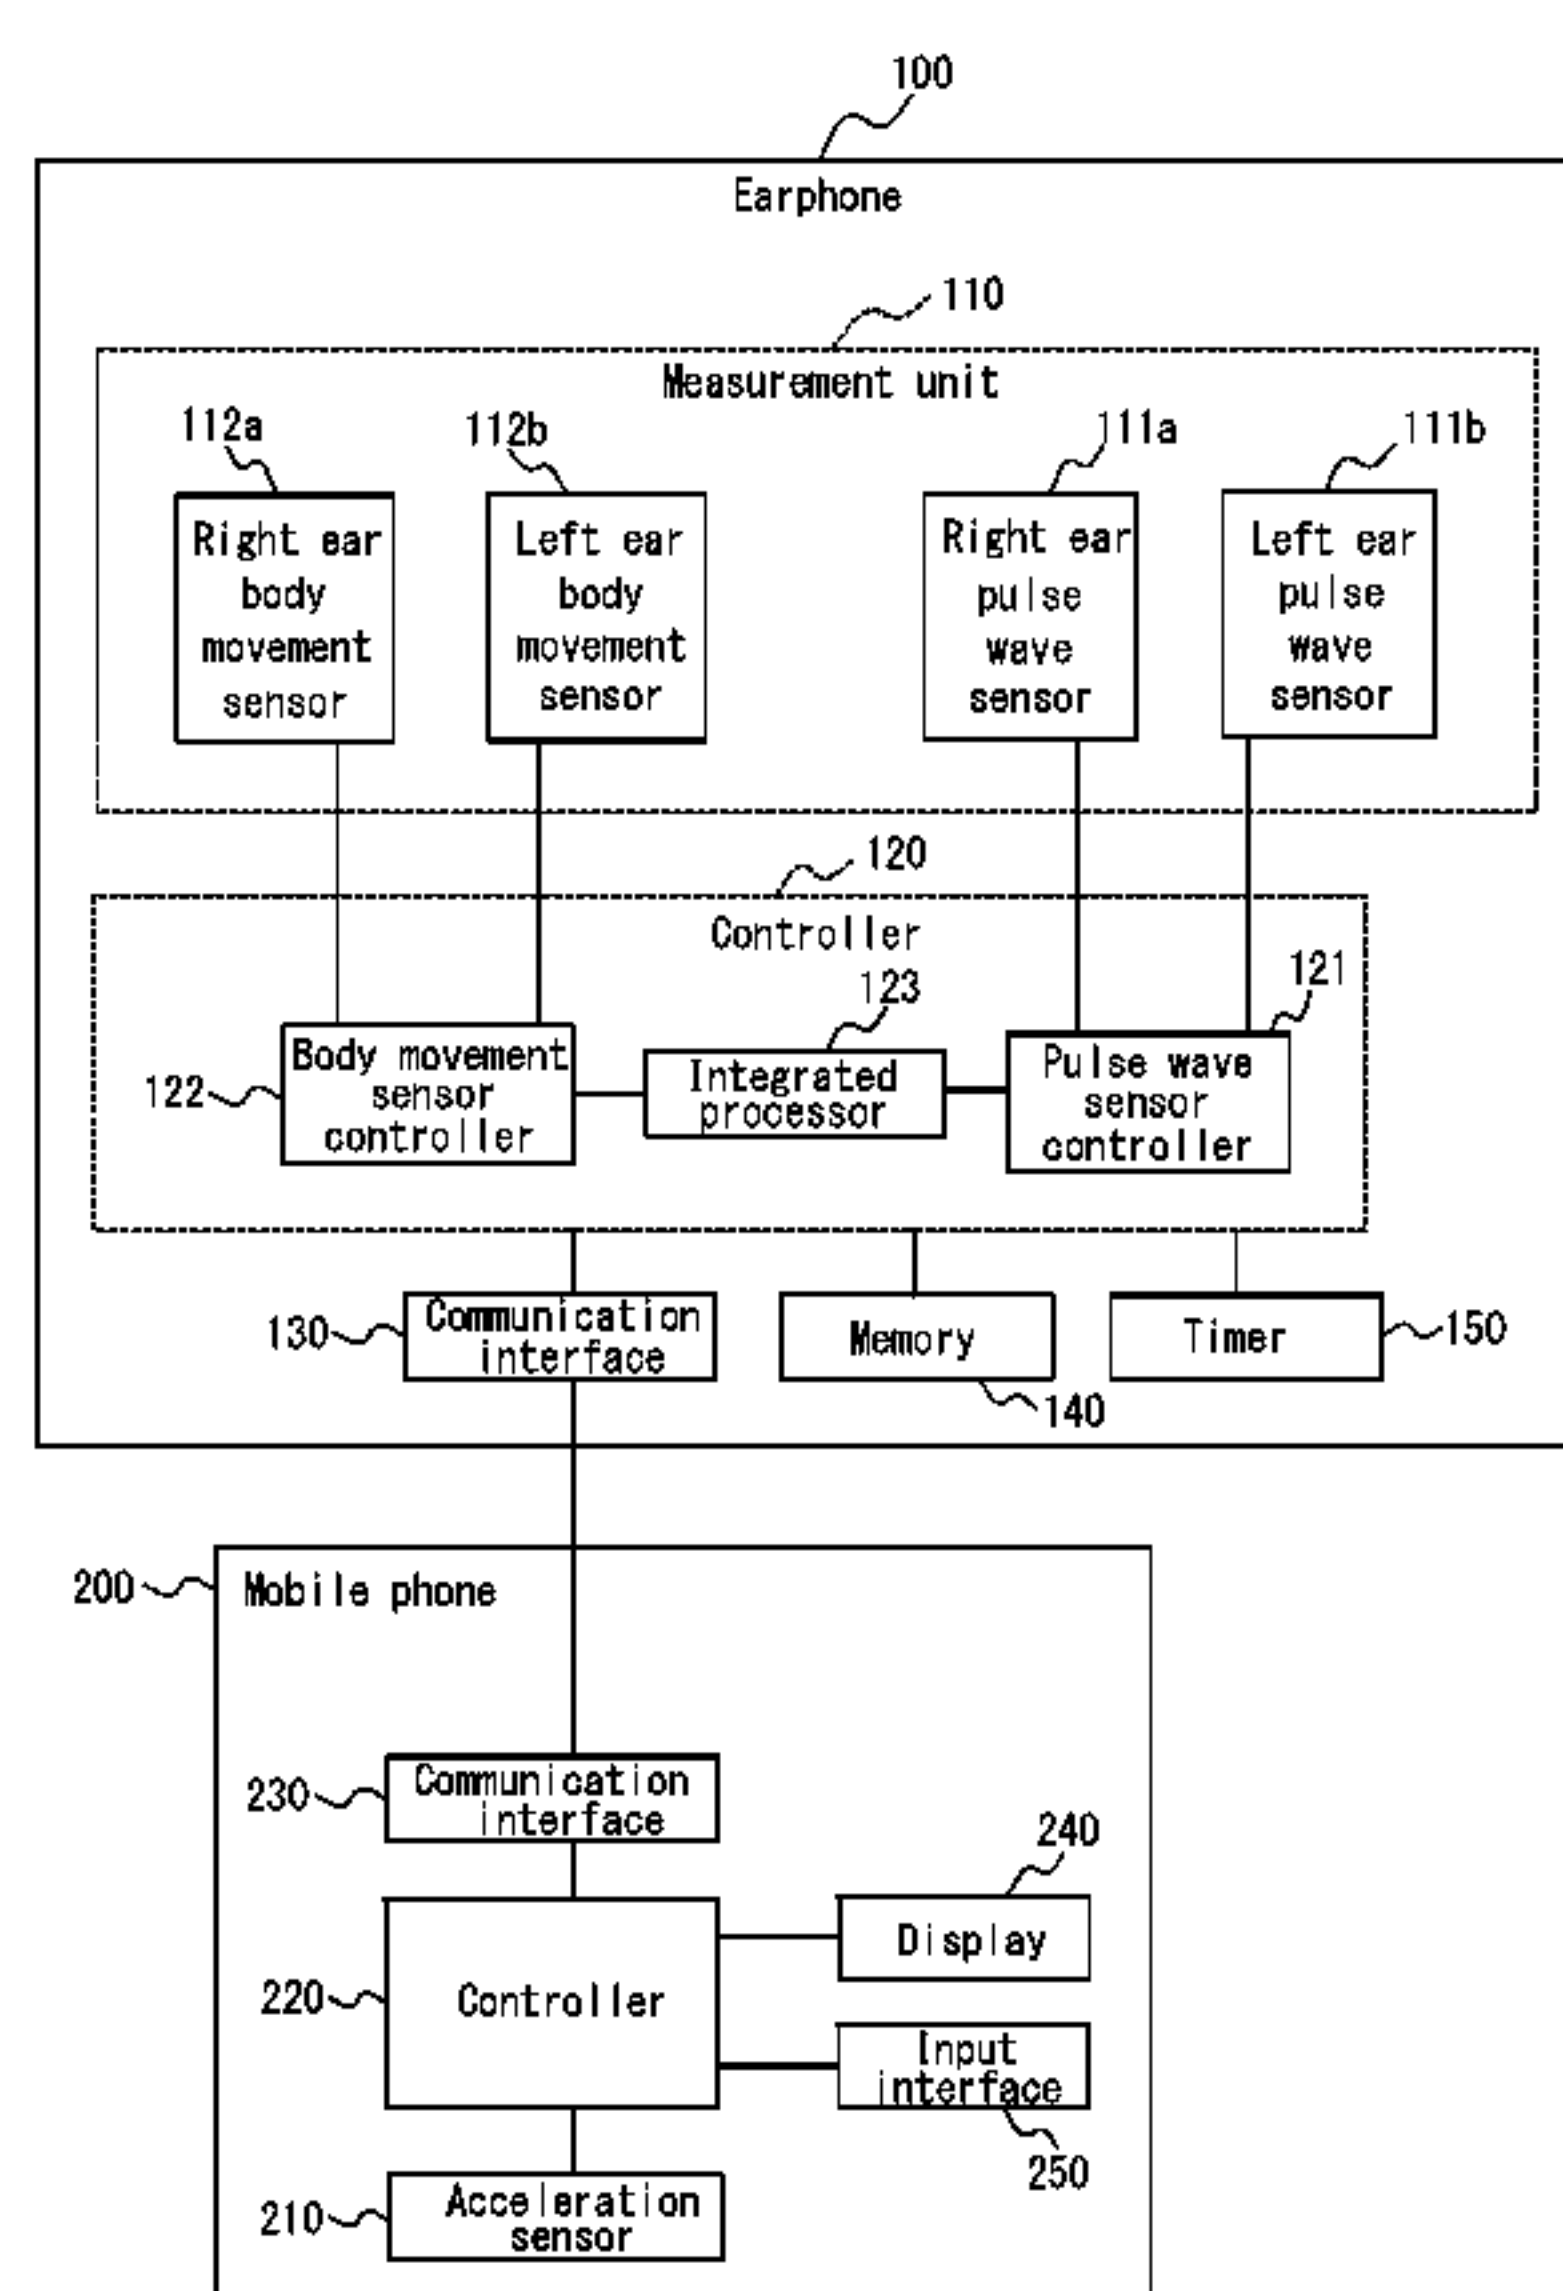 100
Earphone
110
Measurement unit
112a
112b
111a
111b
Right ear
body
movement
sensor
Left ear
body
movement
sensor
Right ear
pulse
wave
sensor
Left ear
pulse
wave
sensor
120
Controller
123
121
122
Body movement
sensor
controller
Integrated
processor
Pulse wave
sensor
controller
130
Communication
interface
Memory
140
Timer
150
200
Mobile phone
230
Communication
interface
240
Display
220
Controller
Input
interface
250
210
Acceleration
sensor